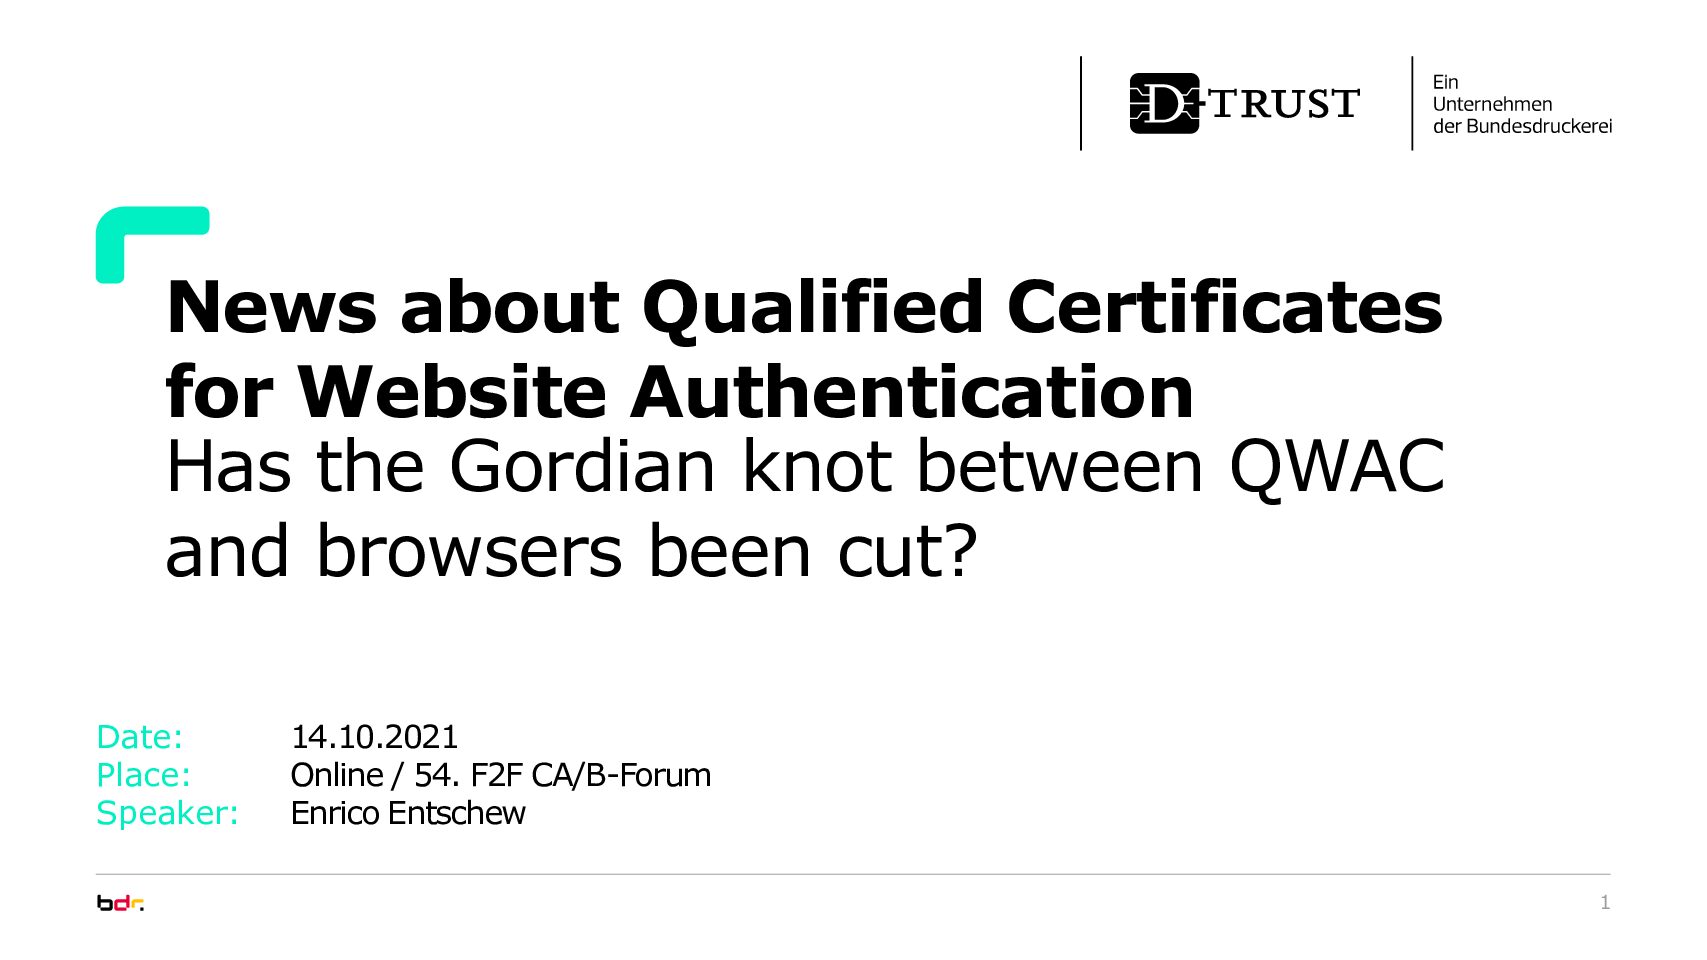 D-TRUST
Ein
Unternehmen
der Bundesdruckerei
News about Qualified Certificates
for Website Authentication
Has the Gordian knot between QWAC
and browsers been cut?
Date: 14.10.2021
Place: Online / 54. F2F CA/B-Forum
Speaker: Enrico Entschew
bdr.
1